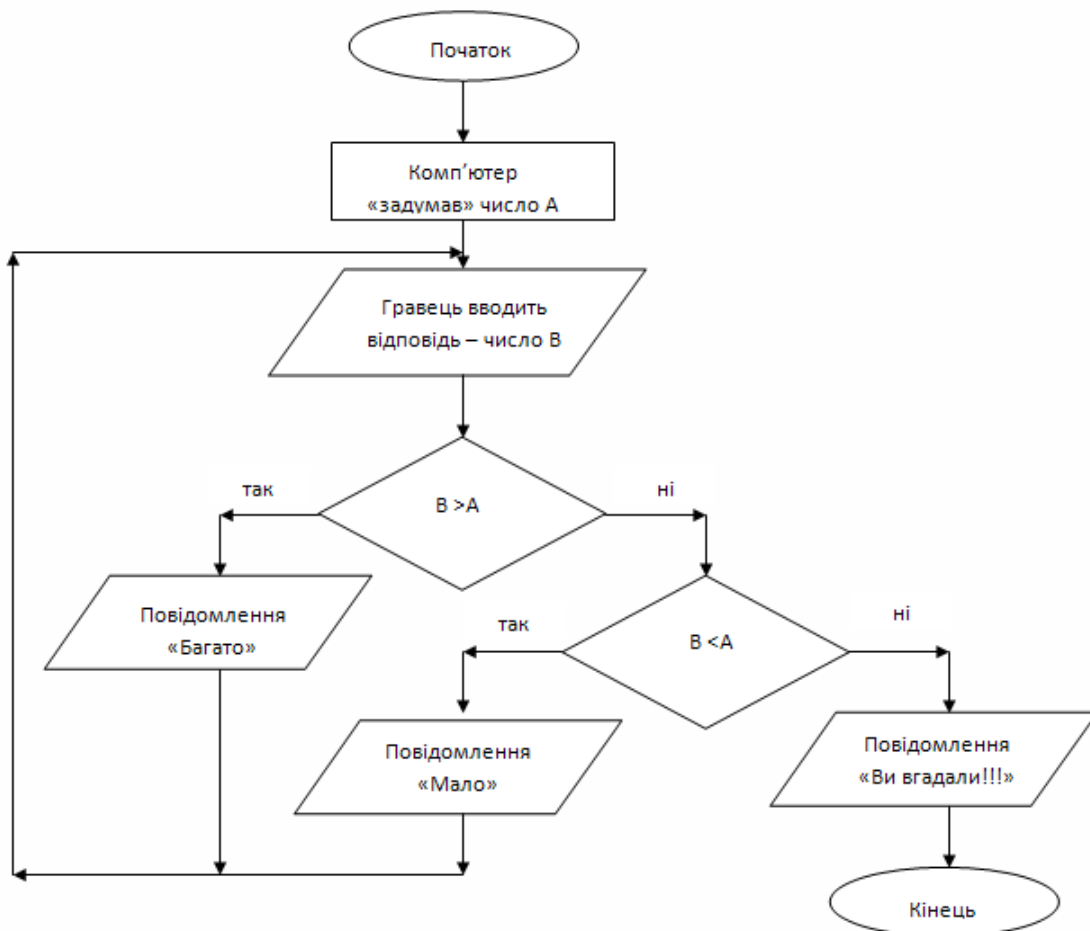 Початок
Комп’ютер
«задумав» число А
Гравець вводить
відповідь – число В
В >А
так
ні
Повідомлення
«Багато»
В <А
так
ні
Повідомлення
«Мало»
Повідомлення
«Ви вгадали!!!»
Кінець